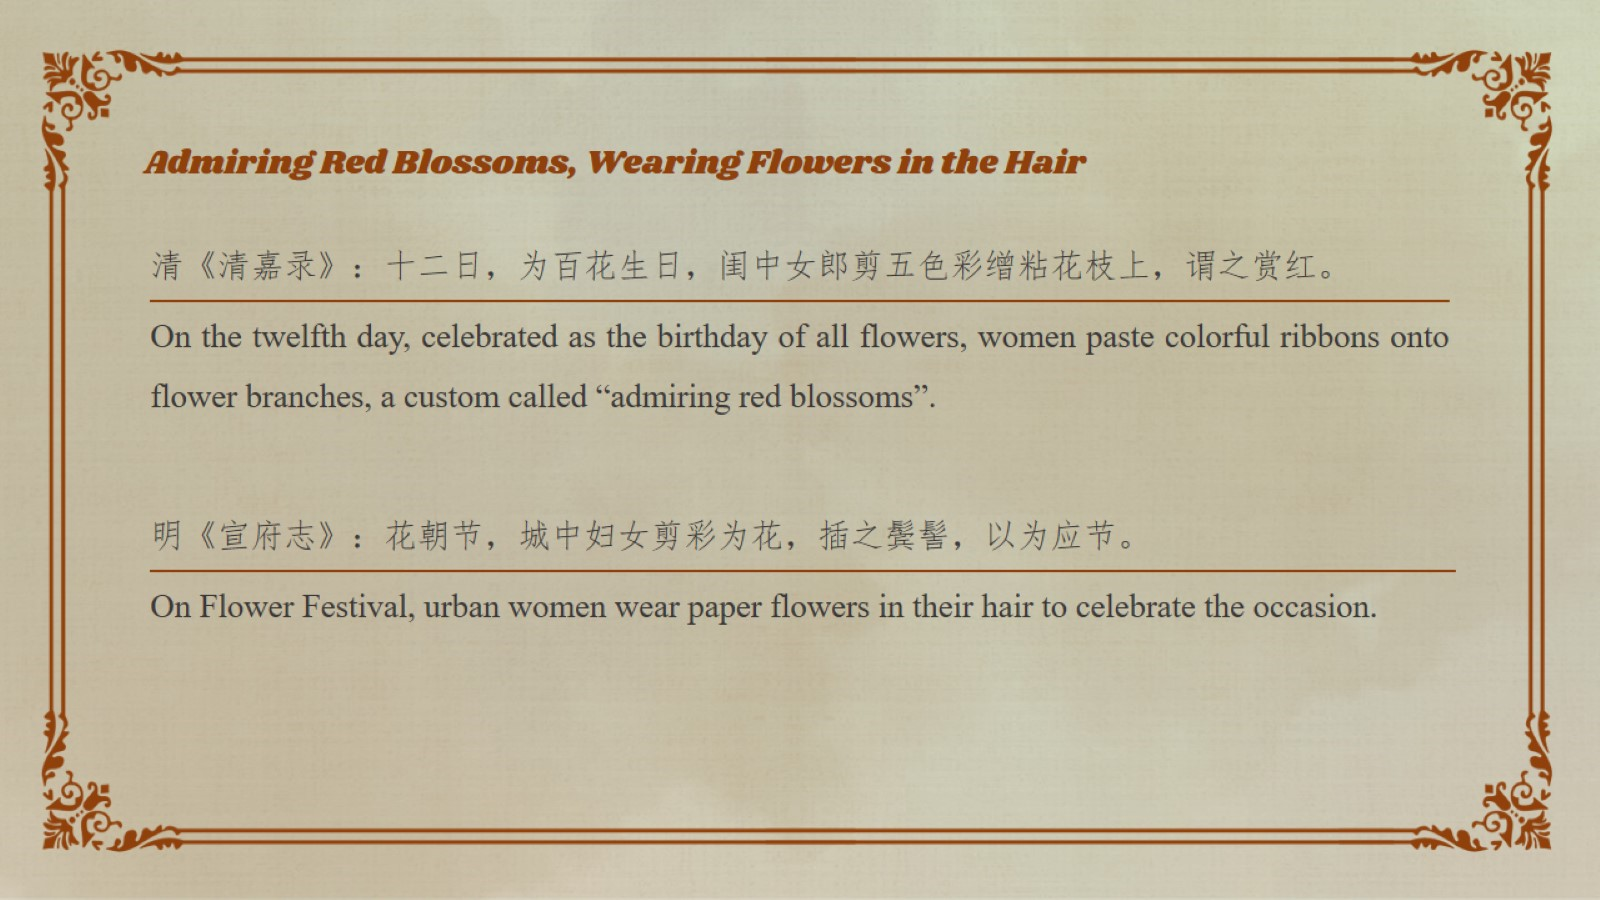 Admiring Red Blossoms, Wearing Flowers in the Hair
清《清嘉录》：十二日，为百花生日，闺中女郎剪五色彩缯粘花枝上，谓之赏红。
On the twelfth day, celebrated as the birthday of all flowers, women paste colorful ribbons onto
flower branches, a custom called “admiring red blossoms”.
明《宣府志》：花朝节，城中妇女剪彩为花，插之鬓髻，以为应节。
On Flower Festival, urban women wear paper flowers in their hair to celebrate the occasion.